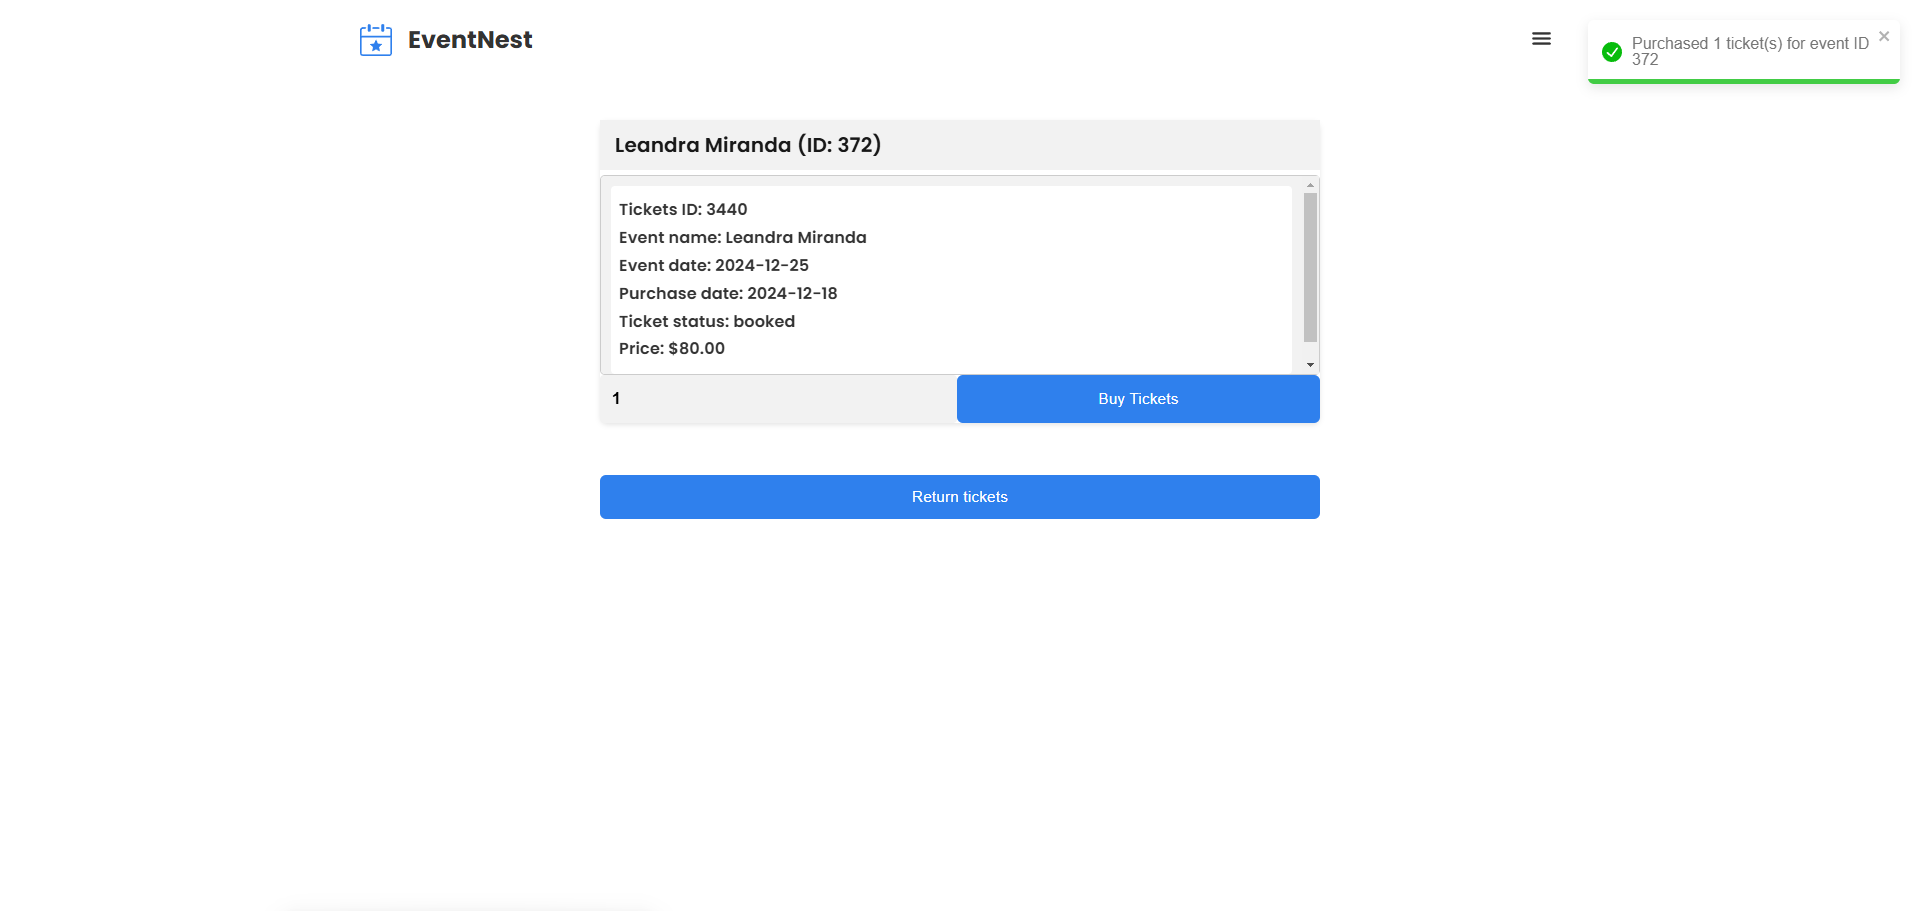 EventNest
Purchased 1 ticket(s) for event ID
372
Leandra Miranda (ID: 372)
Tickets ID: 3440
Event name: Leandra Miranda
Event date: 2024-12-25
Purchase date: 2024-12-18
Ticket status: booked
Price: $80.00
1
Buy Tickets
Return tickets